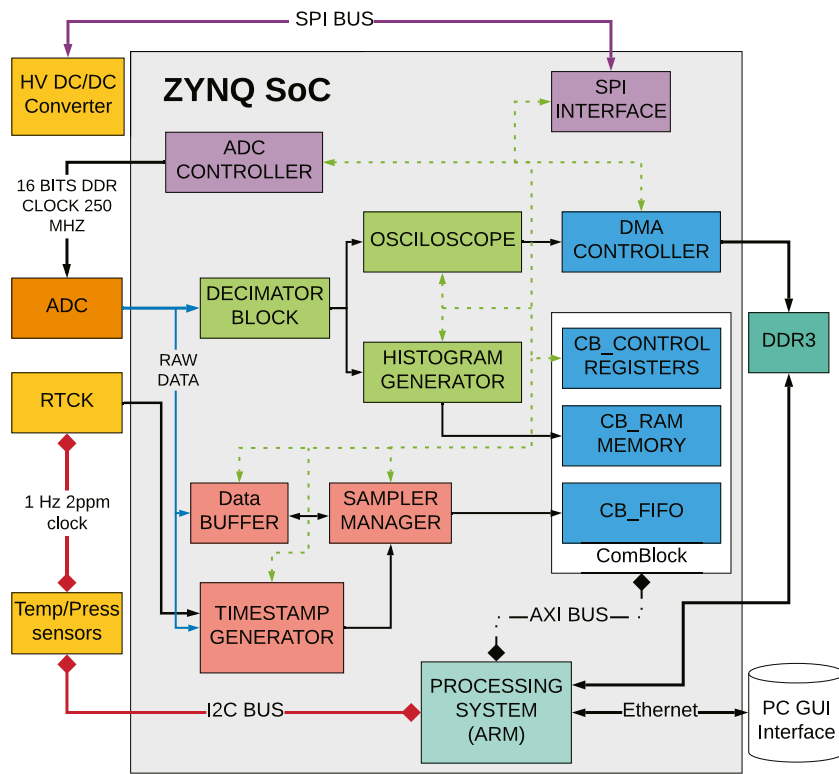 SPI BUS
HV DC/DC
Converter
ZYNQ SoC
SPI
INTERFACE
ADC
CONTROLLER
16 BITS DDR
CLOCK 250
MHZ
OSCILOSCOPE
DMA
CONTROLLER
ADC
DECIMATOR
BLOCK
RAW
DATA
HISTOGRAM
GENERATOR
CB_CONTROL
REGISTERS
DDR3
RTCK
CB_RAM
MEMORY
1 Hz 2ppm
clock
Data
BUFFER
SAMPLER
MANAGER
CB_FIFO
ComBlock
Temp/Press
sensors
TIMESTAMP
GENERATOR
AXI BUS
I2C BUS
PROCESSING
SYSTEM
(ARM)
Ethernet
PC GUI
Interface